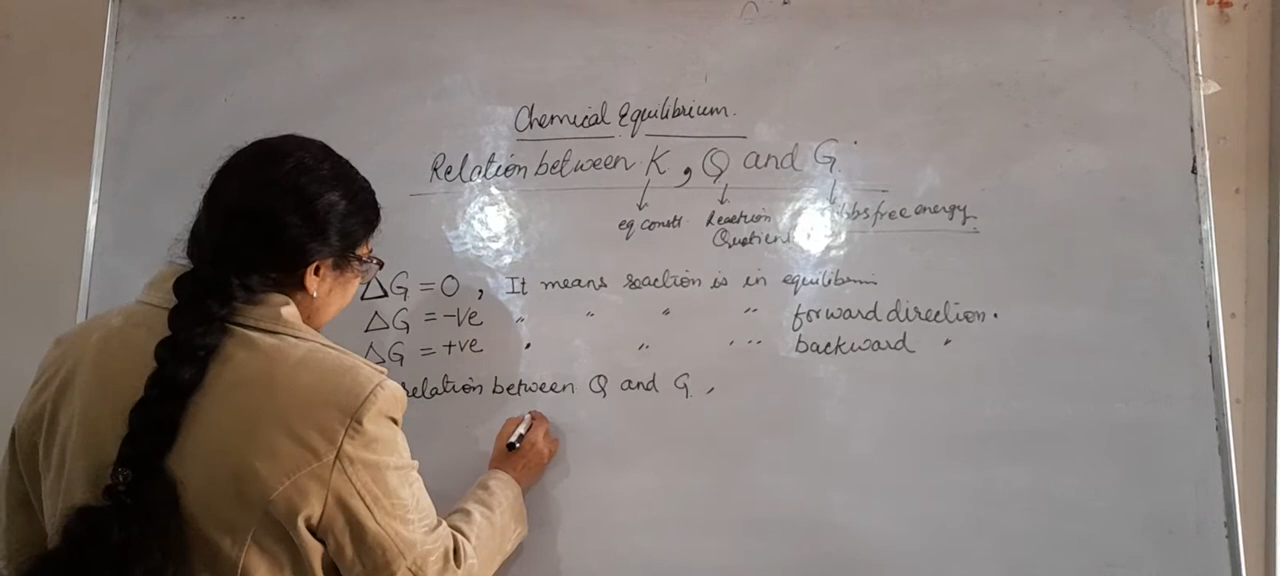 Chemical Equilibrium.
Relation between K, Q and G.
eq constt. Reaction Quotient bbs free energy.
ΔG = 0, It means reaction is in equilibrium
ΔG = -ve " " " " forward direction.
ΔG = +ve " " " " backward "
relation between Q and G,